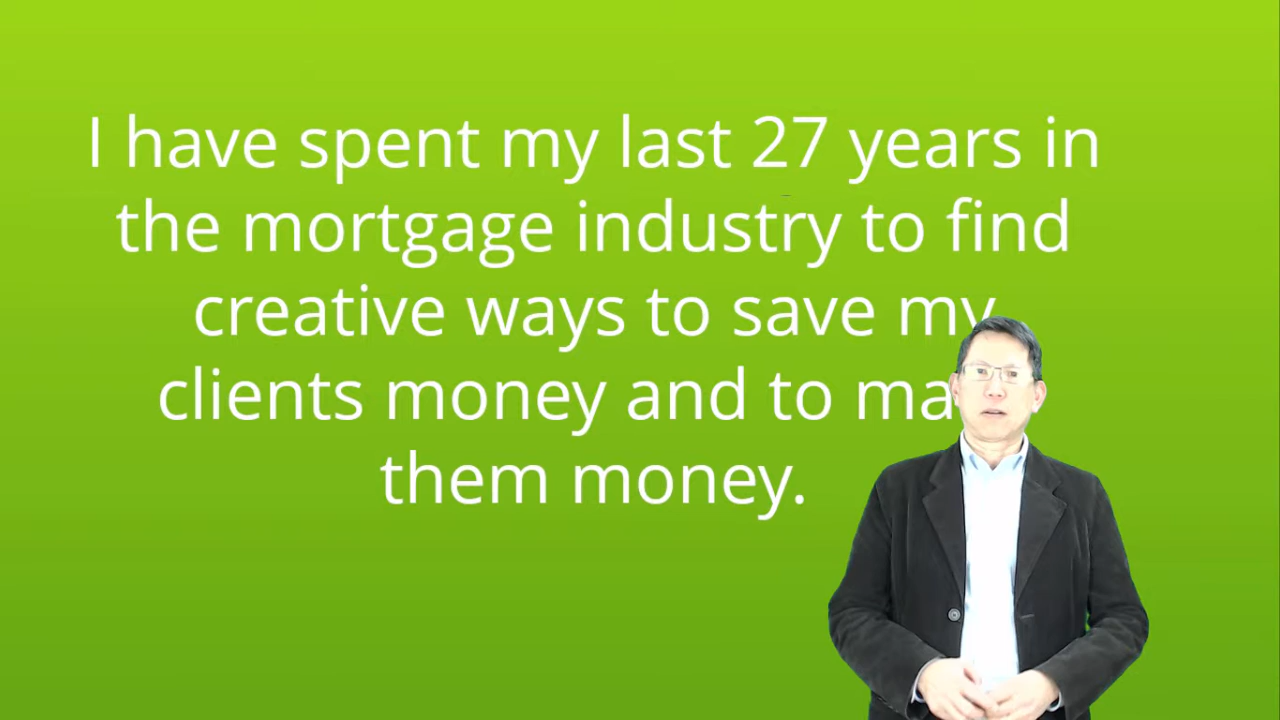 I have spent my last 27 years in
the mortgage industry to find
creative ways to save my
clients money and to ma
them money.